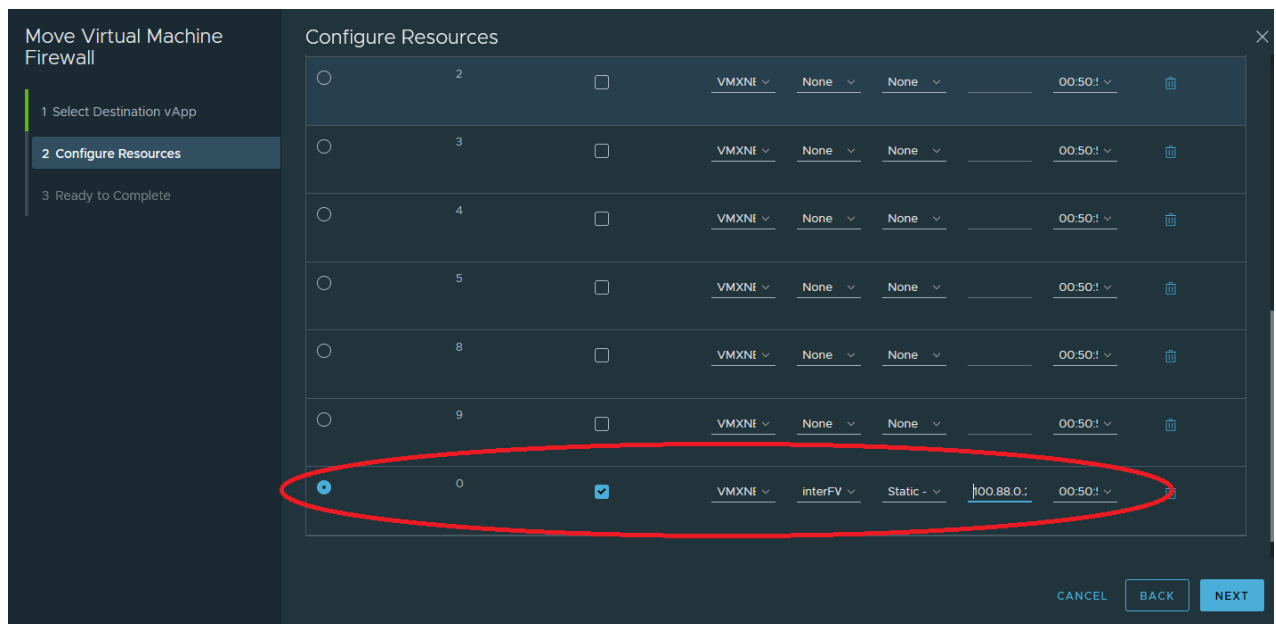 Move Virtual Machine
Firewall
1 Select Destination vApp
2 Configure Resources
3 Ready to Complete
Configure Resources
2 VMXNE None None 00:50:5
3 VMXNE None None 00:50:5
4 VMXNE None None 00:50:5
5 VMXNE None None 00:50:5
8 VMXNE None None 00:50:5
9 VMXNE None None 00:50:5
0 VMXNE interFW Static - 100.88.0. 00:50:5
CANCEL BACK NEXT